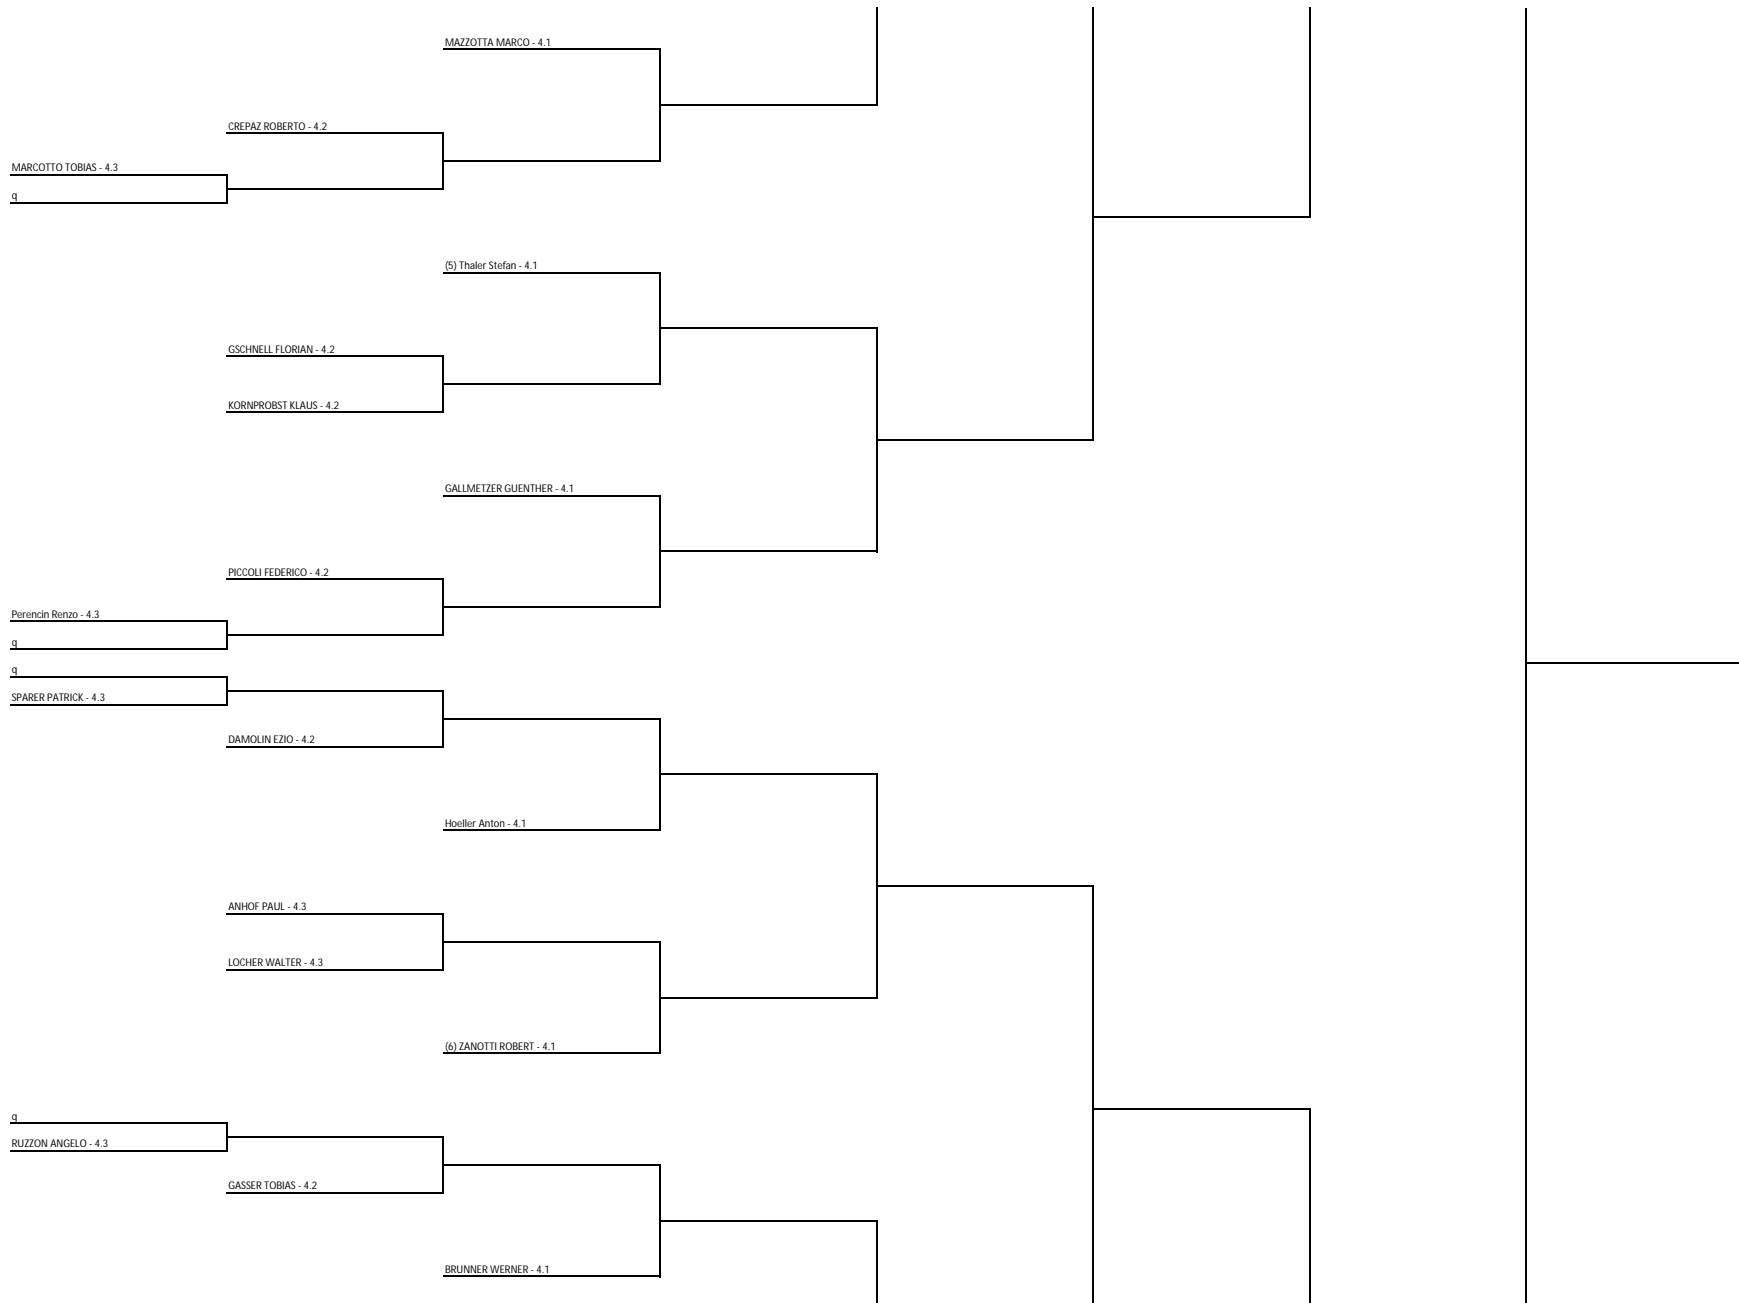 MAZZOTTA MARCO - 4.1
CREPAZ ROBERTO - 4.2
MARCOTTO TOBIAS - 4.3
q
(5) Thaler Stefan - 4.1
GSCHNELL FLORIAN - 4.2
KORNPROBST KLAUS - 4.2
GALLMETZER GUENTHER - 4.1
PICCOLI FEDERICO - 4.2
Perencin Renzo - 4.3
q
q
SPARER PATRICK - 4.3
DAMOLIN EZIO - 4.2
Hoeller Anton - 4.1
ANHOF PAUL - 4.3
LOCHER WALTER - 4.3
(6) ZANOTTI ROBERT - 4.1
q
RUZZON ANGELO - 4.3
GASSER TOBIAS - 4.2
BRUNNER WERNER - 4.1